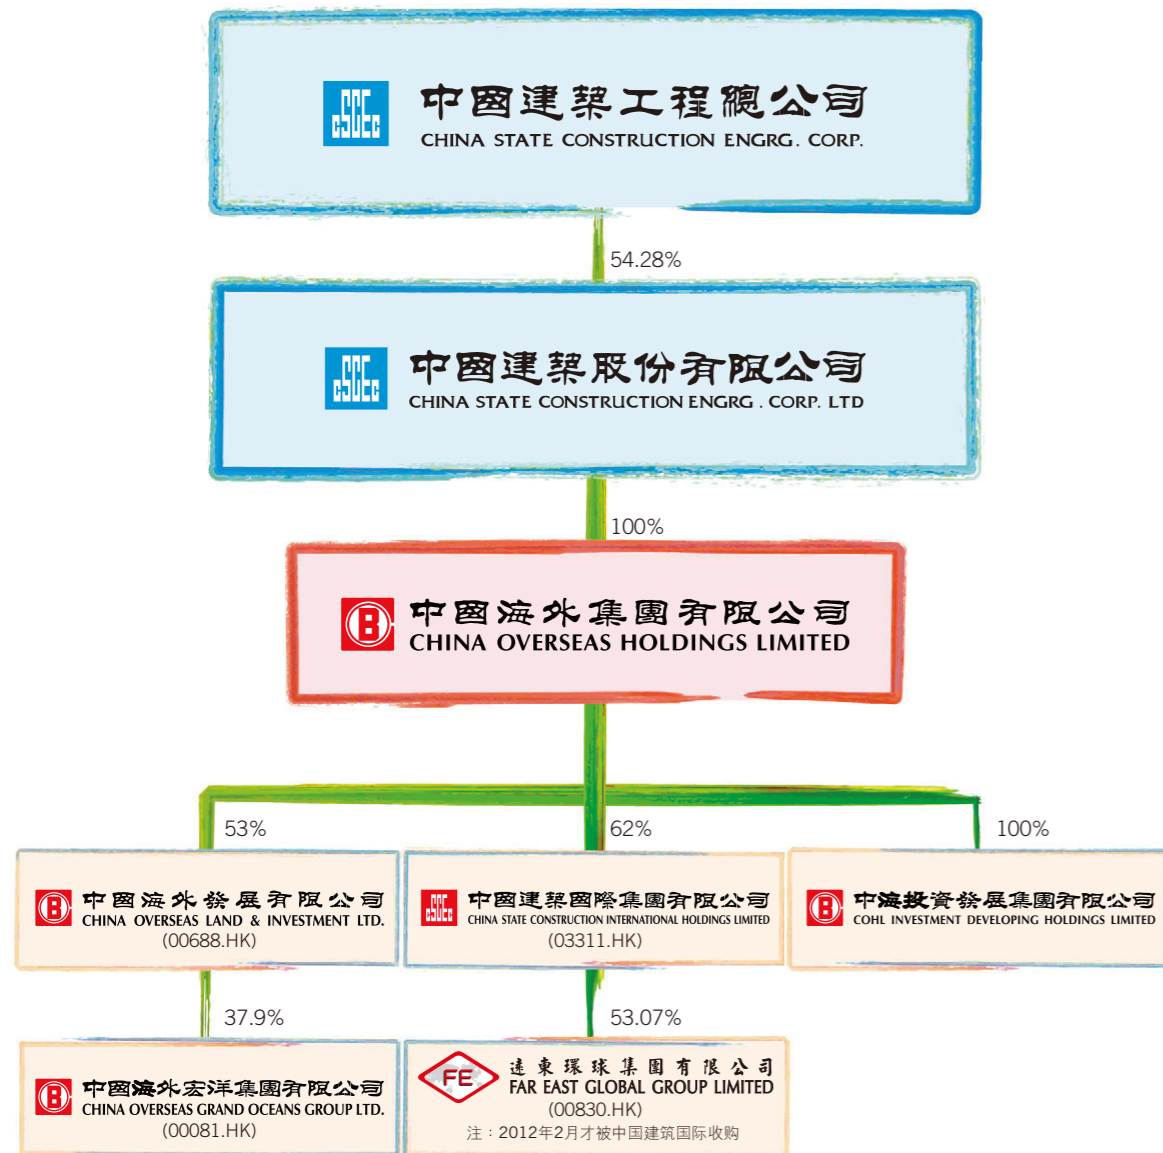 CSCEC
中國建築工程總公司
CHINA STATE CONSTRUCTION ENGRG. CORP.
54.28%
CSCEC
中國建築股份有限公司
CHINA STATE CONSTRUCTION ENGRG . CORP. LTD
100%
中國海外集團有限公司
CHINA OVERSEAS HOLDINGS LIMITED
53%
62%
100%
中國海外發展有限公司
CHINA OVERSEAS LAND & INVESTMENT LTD.
(00688.HK)
CSCEC
中國建築國際集團有限公司
CHINA STATE CONSTRUCTION INTERNATIONAL HOLDINGS LIMITED
(03311.HK)
中海投資發展集團有限公司
COHL INVESTMENT DEVELOPING HOLDINGS LIMITED
37.9%
53.07%
中國海外宏洋集團有限公司
CHINA OVERSEAS GRAND OCEANS GROUP LTD.
(00081.HK)
FE
遠東環球集團有限公司
FAR EAST GLOBAL GROUP LIMITED
(00830.HK)
注：2012年2月才被中国建筑国际收购